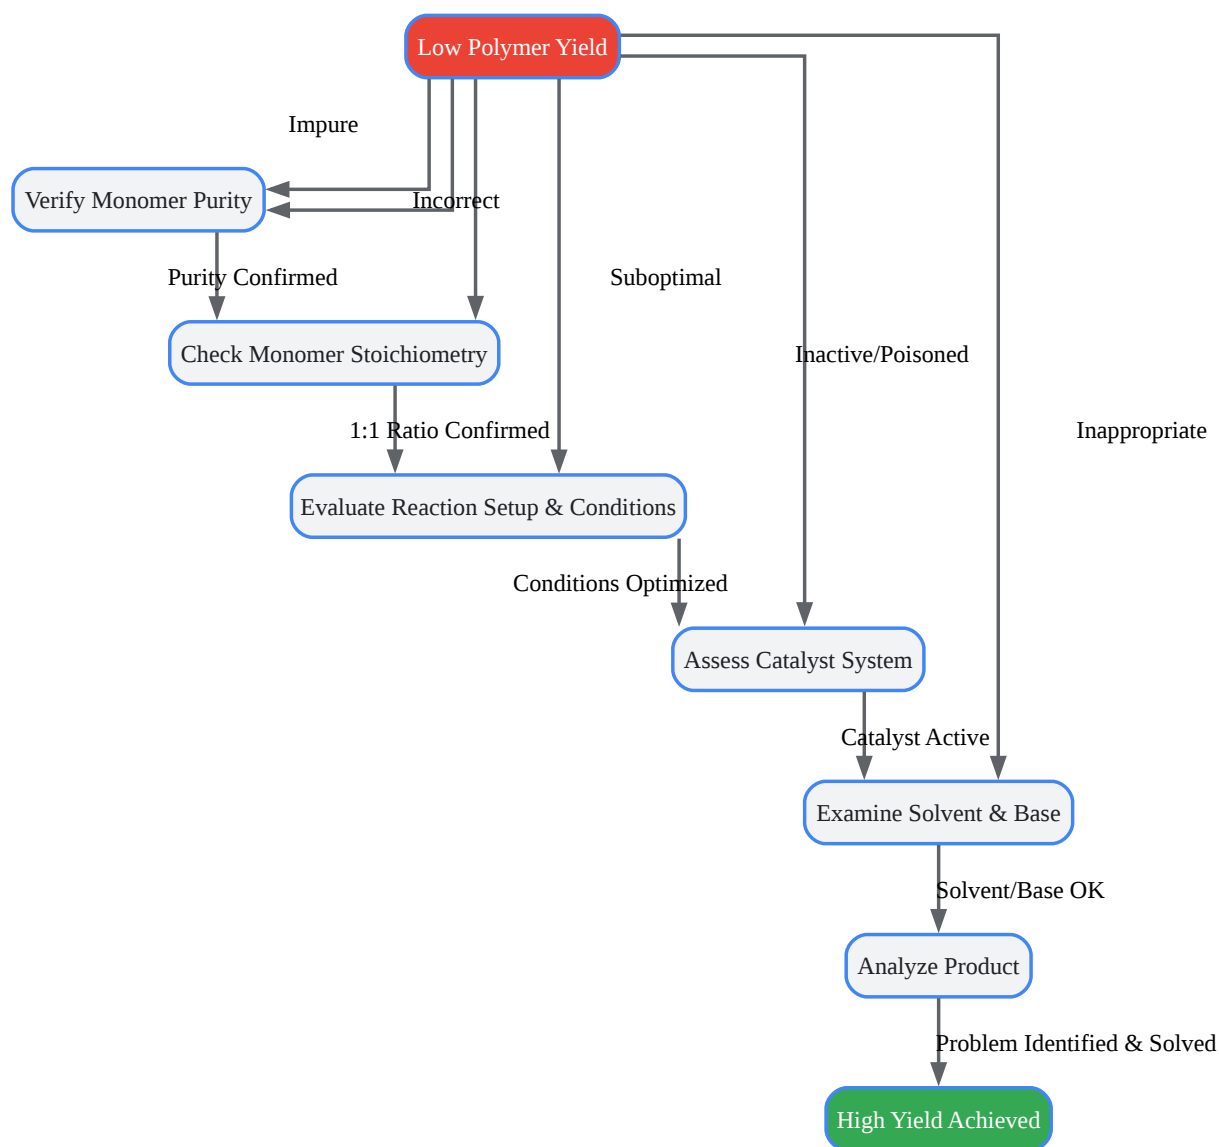 Low Polymer Yield
Impure
Verify Monomer Purity
Incorrect
Purity Confirmed
Suboptimal
Check Monomer Stoichiometry
Inactive/Poisoned
1:1 Ratio Confirmed
Inappropriate
Evaluate Reaction Setup & Conditions
Conditions Optimized
Assess Catalyst System
Catalyst Active
Examine Solvent & Base
Solvent/Base OK
Analyze Product
Problem Identified & Solved
High Yield Achieved